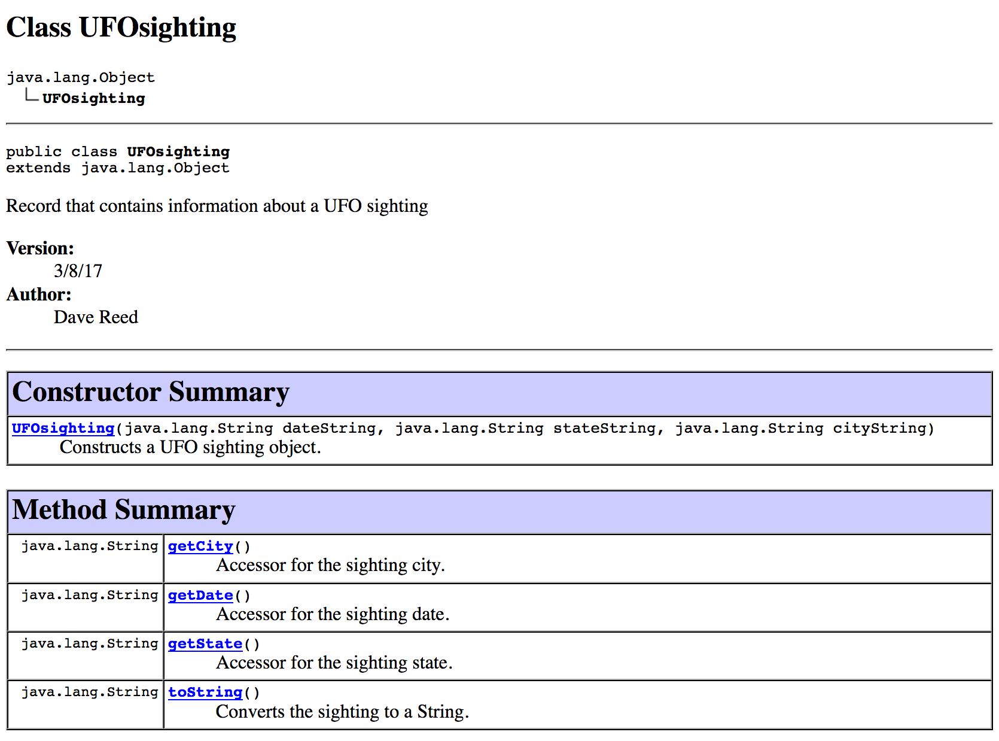 Class UFOsighting
java.lang.Object
UFOsighting
public class UFOsighting
extends java.lang.Object
Record that contains information about a UFO sighting
Version:
3/8/17
Author:
Dave Reed
Constructor Summary
UFOsighting(java.lang.String dateString, java.lang.String stateString, java.lang.String cityString)
Constructs a UFO sighting object.
Method Summary
java.lang.String getCity()
Accessor for the sighting city.
java.lang.String getDate()
Accessor for the sighting date.
java.lang.String getState()
Accessor for the sighting state.
java.lang.String toString()
Converts the sighting to a String.